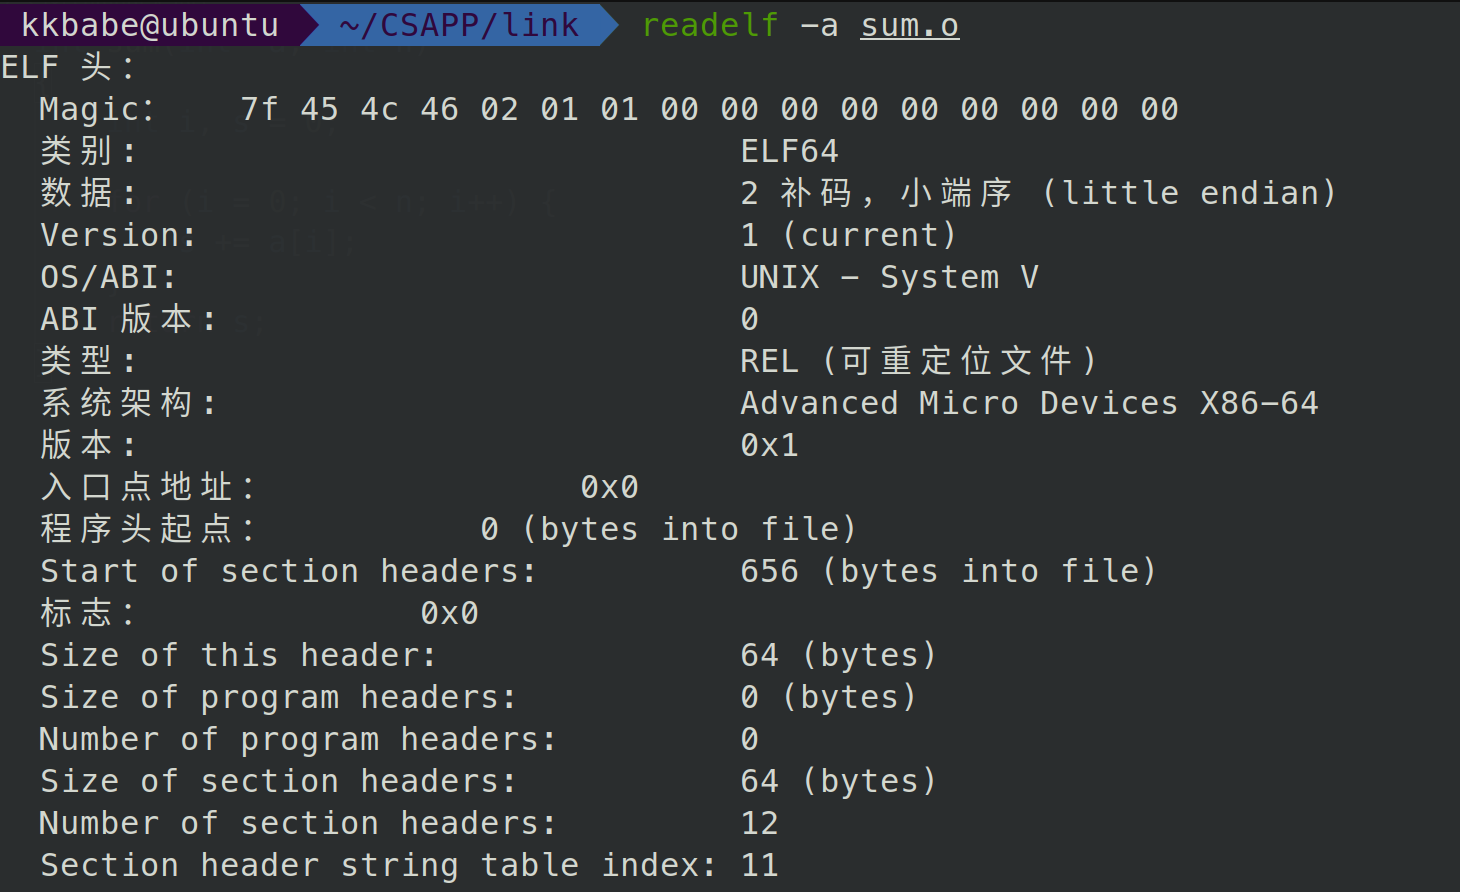 kkbabe@ubuntu ~/CSAPP/link readelf -a sum.o
ELF 头：
Magic： 7f 45 4c 46 02 01 01 00 00 00 00 00 00 00 00 00
类别: ELF64
数据: 2 补码，小端序 (little endian)
Version: 1 (current)
OS/ABI: UNIX - System V
ABI 版本: 0
类型: REL (可重定位文件)
系统架构: Advanced Micro Devices X86-64
版本: 0x1
入口点地址： 0x0
程序头起点： 0 (bytes into file)
Start of section headers: 656 (bytes into file)
标志： 0x0
Size of this header: 64 (bytes)
Size of program headers: 0 (bytes)
Number of program headers: 0
Size of section headers: 64 (bytes)
Number of section headers: 12
Section header string table index: 11